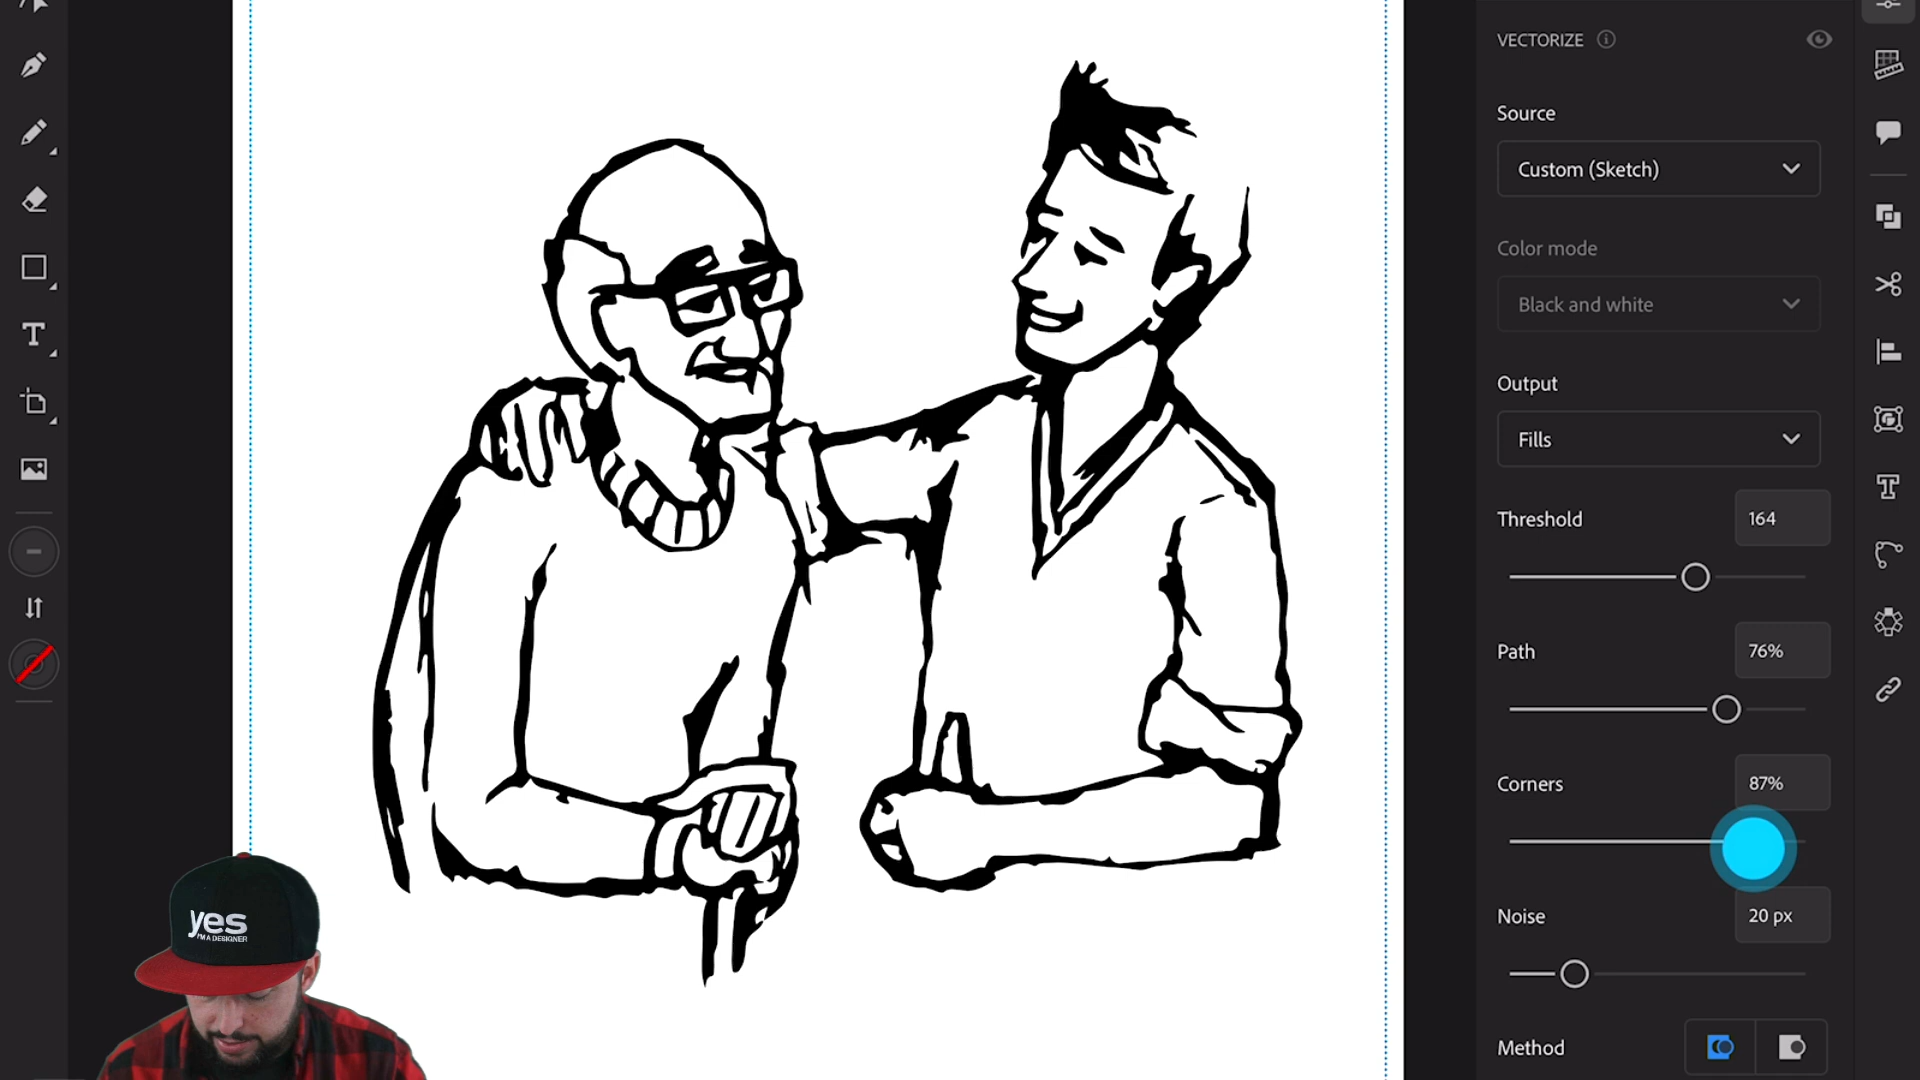 VECTORIZE
Source
Custom (Sketch)
Color mode
Black and white
Output
Fills
Threshold
164
Path
76%
Corners
87%
Noise
20 px
Method
yes
I'M A DESIGNER